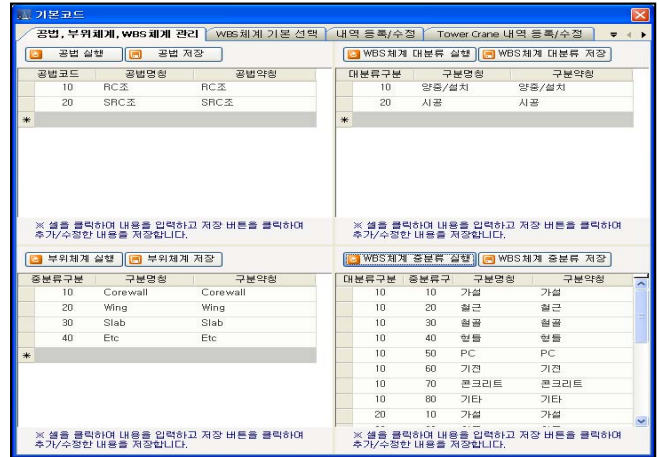 기본코드
공법, 부위체계, WBS체계 관리 WBS체계 기본 선택 내역 등록/수정 Tower Crane 내역 등록/수정
공법 실행 공법 저장
공법코드 공법명칭 공법약칭
10 RC조 RC조
20 SRC조 SRC조
※ 셀을 클릭하여 내용을 입력하고 저장 버튼을 클릭하여
추가/수정한 내용을 저장합니다.
WBS체계 대분류 실행 WBS체계 대분류 저장
대분류구분 구분명칭 구분약칭
10 양중/설치 양중/설치
20 시공 시공
※ 셀을 클릭하여 내용을 입력하고 저장 버튼을 클릭하여
추가/수정한 내용을 저장합니다.
부위체계 실행 부위체계 저장
중분류구분 구분명칭 구분약칭
10 Corewall Corewall
20 Wing Wing
30 Slab Slab
40 Etc Etc
※ 셀을 클릭하여 내용을 입력하고 저장 버튼을 클릭하여
추가/수정한 내용을 저장합니다.
WBS체계 중분류 실행 WBS체계 중분류 저장
대분류구분 중분류구 구분명칭 구분약칭
10 10 가설 가설
10 20 철근 철근
10 30 철골 철골
10 40 형틀 형틀
10 50 PC PC
10 60 기전 기전
10 70 콘크리트 콘크리트
10 80 기타 기타
20 10 가설 가설
※ 셀을 클릭하여 내용을 입력하고 저장 버튼을 클릭하여
추가/수정한 내용을 저장합니다.